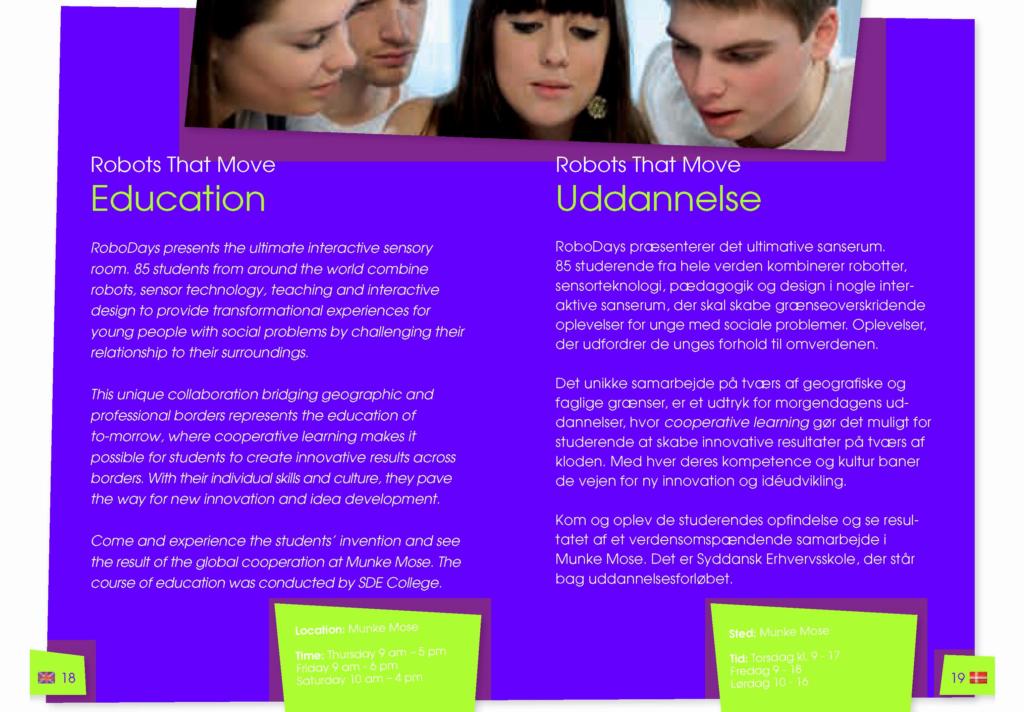 Robots That Move
Education
RoboDays presents the ultimate interactive sensory
room. 85 students from around the world combine
robots, sensor technology, teaching and interactive
design to provide transformational experiences for
young people with social problems by challenging their
relationship to their surroundings.
This unique collaboration bridging geographic and
professional borders represents the education of
to-morrow, where cooperative learning makes it
possible for students to create innovative results across
borders. With their individual skills and culture, they pave
the way for new innovation and idea development.
Come and experience the students’ invention and see
the result of the global cooperation at Munke Mose. The
course of education was conducted by SDE College.
Location: Munke Mose
Time: Thursday 9 am – 5 pm
Friday 9 am - 6 pm
Saturday 10 am – 4 pm
18
Robots That Move
Uddannelse
RoboDays præsenterer det ultimative sanserum.
85 studerende fra hele verden kombinerer robotter,
sensorteknologi, pædagogik og design i nogle inter-
aktive sanserum, der skal skabe grænseoverskridende
oplevelser for unge med sociale problemer. Oplevelser,
der udfordrer de unges forhold til omverdenen.
Det unikke samarbejde på tværs af geografiske og
faglige grænser, er et udtryk for morgendagens ud-
dannelser, hvor cooperative learning gør det muligt for
studerende at skabe innovative resultater på tværs af
kloden. Med hver deres kompetence og kultur baner
de vejen for ny innovation og idéudvikling.
Kom og oplev de studerendes opfindelse og se resul-
tatet af et verdensomspændende samarbejde i
Munke Mose. Det er Syddansk Erhvervsskole, der står
bag uddannelsesforløbet.
Sted: Munke Mose
Tid: Torsdag kl. 9 - 17
Fredag 9 - 18
Lørdag 10 - 16
19